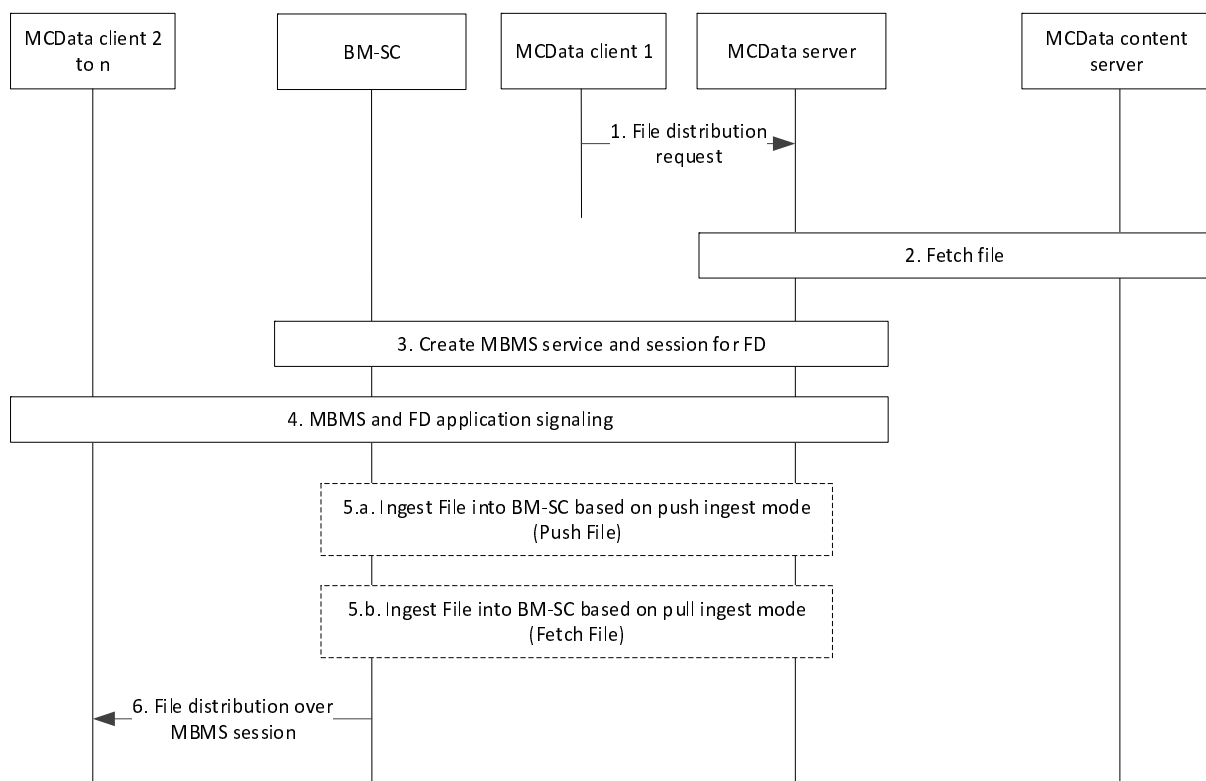 MCData client 2
to n
BM-SC
MCData client 1
MCData server
MCData content
server
1. File distribution
request
2. Fetch file
3. Create MBMS service and session for FD
4. MBMS and FD application signaling
5.a. Ingest File into BM-SC based on push ingest mode
(Push File)
5.b. Ingest File into BM-SC based on pull ingest mode
(Fetch File)
6. File distribution over
MBMS session